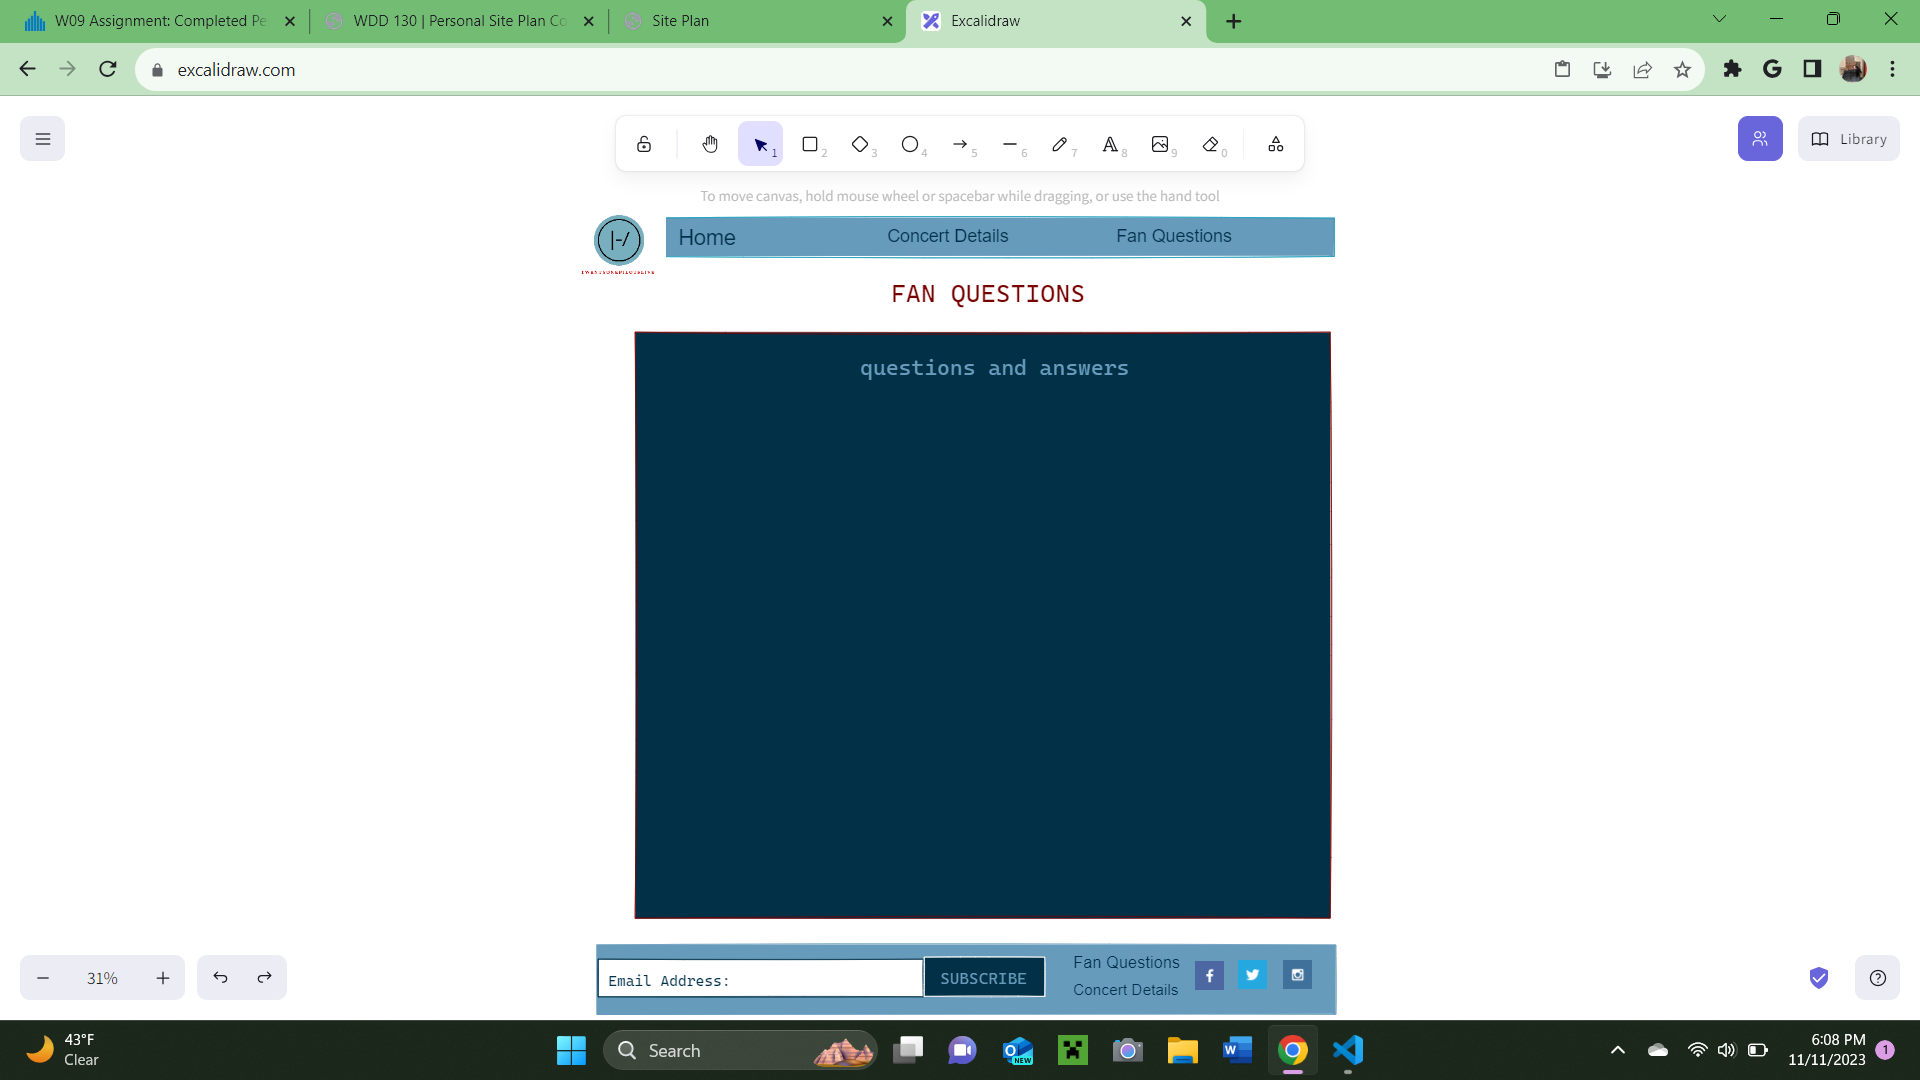 W09 Assignment: Completed Pe
WDD 130 | Personal Site Plan Co
Site Plan
Excalidraw
excalidraw.com
1
2
3
4
5
6
7
8
9
0
Library
To move canvas, hold mouse wheel or spacebar while dragging, or use the hand tool
|-/
TWENTYONEPILOTSLIVE
Home
Concert Details
Fan Questions
FAN QUESTIONS
questions and answers
Email Address:
SUBSCRIBE
Fan Questions
Concert Details
31%
43°F
Clear
Search
NEW
6:08 PM
11/11/2023
1